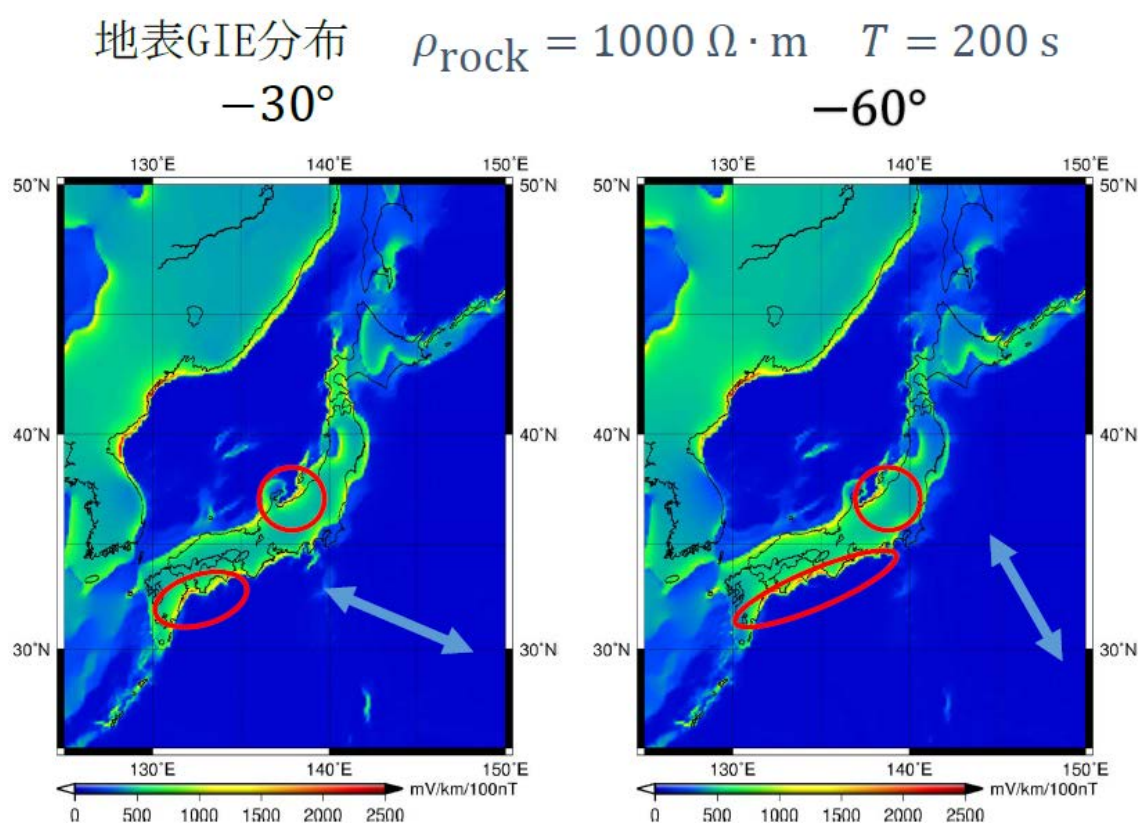 地表GIE分布 ρrock = 1000 Ω · m T = 200 s
−30° −60°
130°E 140°E 150°E 130°E 140°E 150°E
50°N 50°N 50°N 50°N
40°N 40°N 40°N 40°N
30°N 30°N 30°N 30°N
130°E 140°E 150°E 130°E 140°E 150°E
mV/km/100nT mV/km/100nT
0 500 1000 1500 2000 2500 0 500 1000 1500 2000 2500